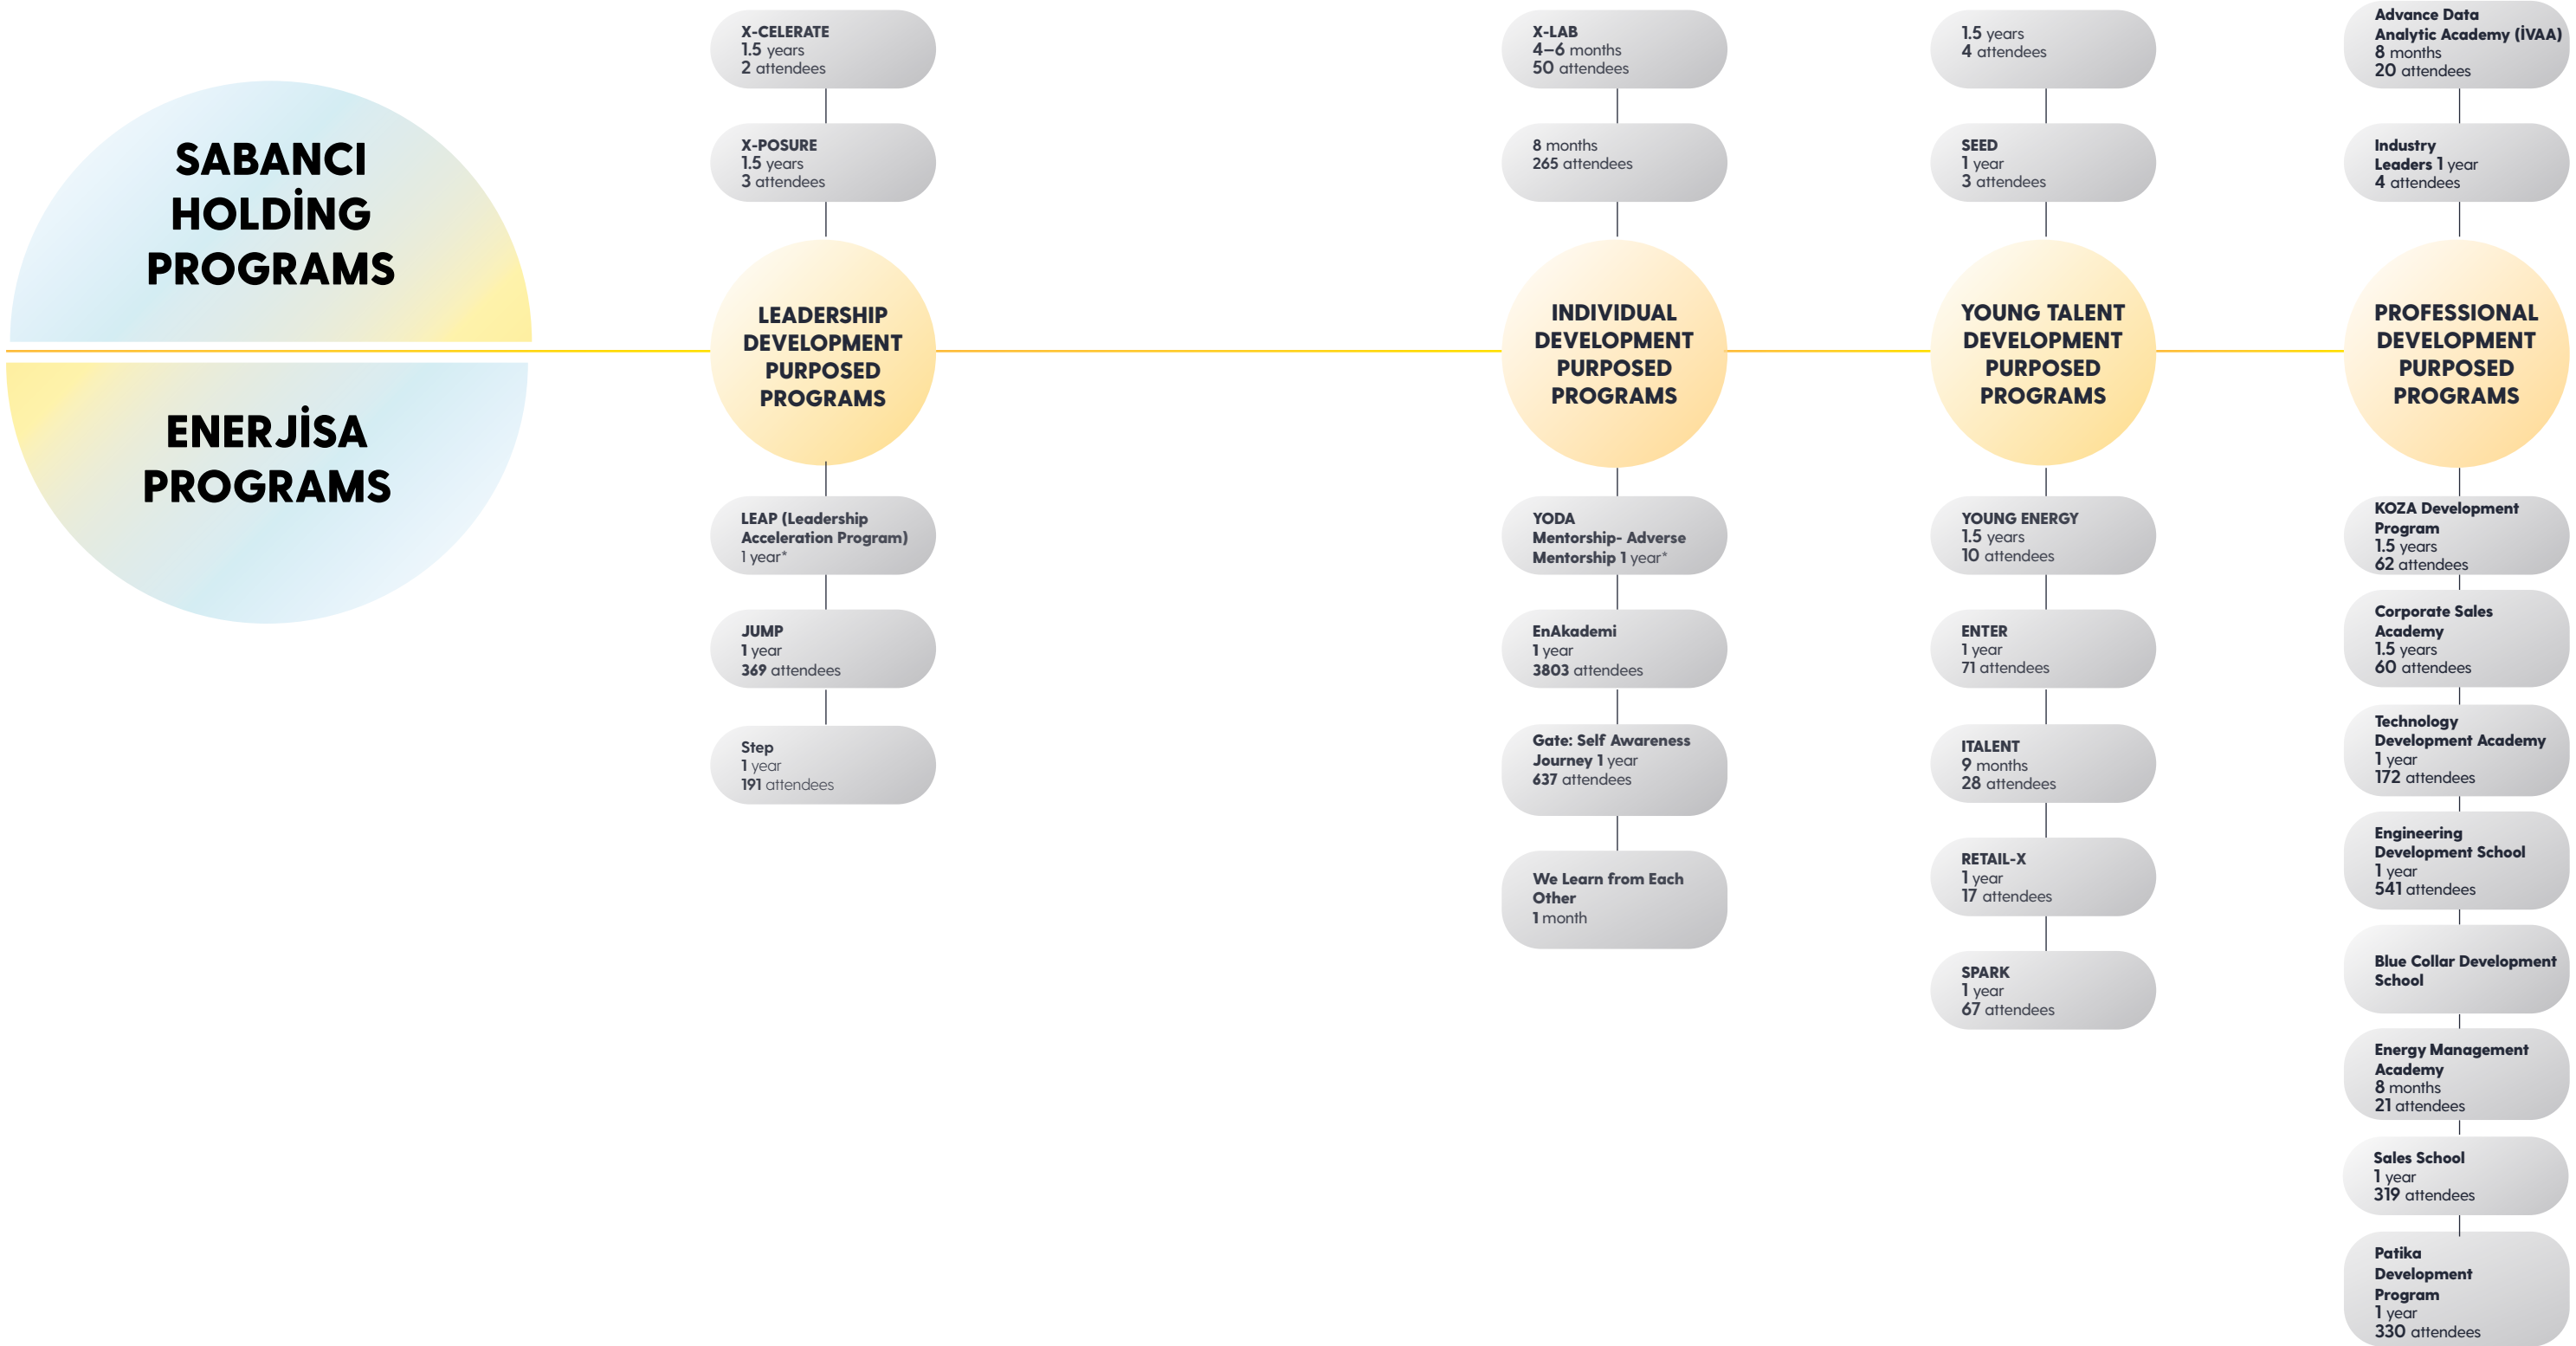 SABANCI
HOLDİNG
PROGRAMS
ENERJİSA
PROGRAMS
X-CELERATE
1.5 years
2 attendees
X-POSURE
1.5 years
3 attendees
LEADERSHIP
DEVELOPMENT
PURPOSED
PROGRAMS
LEAP (Leadership
Acceleration Program)
1 year*
JUMP
1 year
369 attendees
Step
1 year
191 attendees
X-LAB
4–6 months
50 attendees
8 months
265 attendees
INDIVIDUAL
DEVELOPMENT
PURPOSED
PROGRAMS
YODA
Mentorship- Adverse
Mentorship 1 year*
EnAkademi
1 year
3803 attendees
Gate: Self Awareness
Journey 1 year
637 attendees
We Learn from Each
Other
1 month
1.5 years
4 attendees
SEED
1 year
3 attendees
YOUNG TALENT
DEVELOPMENT
PURPOSED
PROGRAMS
YOUNG ENERGY
1.5 years
10 attendees
ENTER
1 year
71 attendees
ITALENT
9 months
28 attendees
RETAIL-X
1 year
17 attendees
SPARK
1 year
67 attendees
Advance Data
Analytic Academy (İVAA)
8 months
20 attendees
Industry
Leaders 1 year
4 attendees
PROFESSIONAL
DEVELOPMENT
PURPOSED
PROGRAMS
KOZA Development
Program
1.5 years
62 attendees
Corporate Sales
Academy
1.5 years
60 attendees
Technology
Development Academy
1 year
172 attendees
Engineering
Development School
1 year
541 attendees
Blue Collar Development
School
Energy Management
Academy
8 months
21 attendees
Sales School
1 year
319 attendees
Patika
Development
Program
1 year
330 attendees